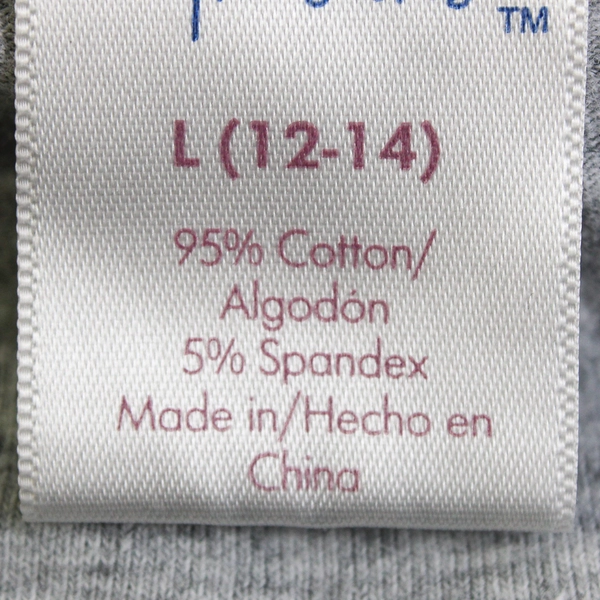 TM
L (12-14)
95% Cotton/
Algodón
5% Spandex
Made in/Hecho en
China